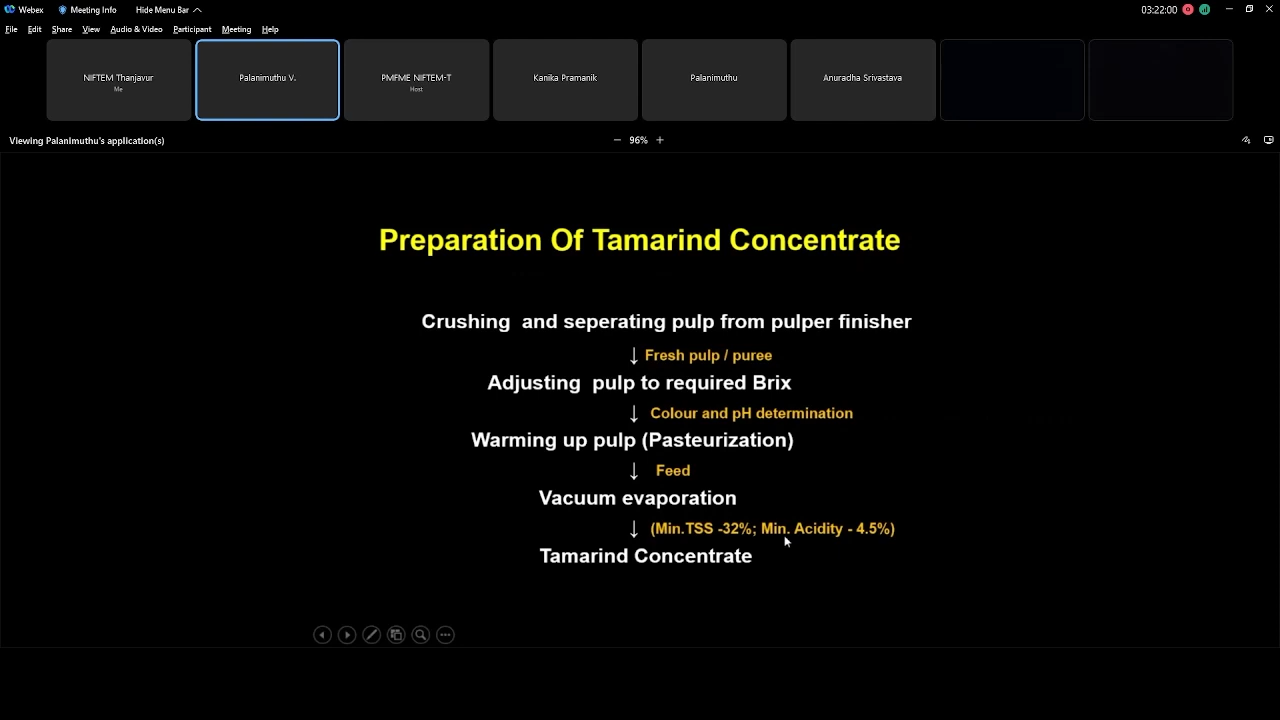 Webex Meeting Info Hide Menu Bar 03:22:00
File Edit Share View Audio & Video Participant Meeting Help
NIFTEM Thanjavur
Me
Palanimuthu V.
PMFME NIFTEM-T
Host
Kanika Pramanik
Palanimuthu
Anuradha Srivastava
Viewing Palanimuthu's application(s)
96%
Preparation Of Tamarind Concentrate
Crushing and seperating pulp from pulper finisher
↓ Fresh pulp / puree
Adjusting pulp to required Brix
↓ Colour and pH determination
Warming up pulp (Pasteurization)
↓ Feed
Vacuum evaporation
↓ (Min.TSS -32%; Min. Acidity - 4.5%)
Tamarind Concentrate